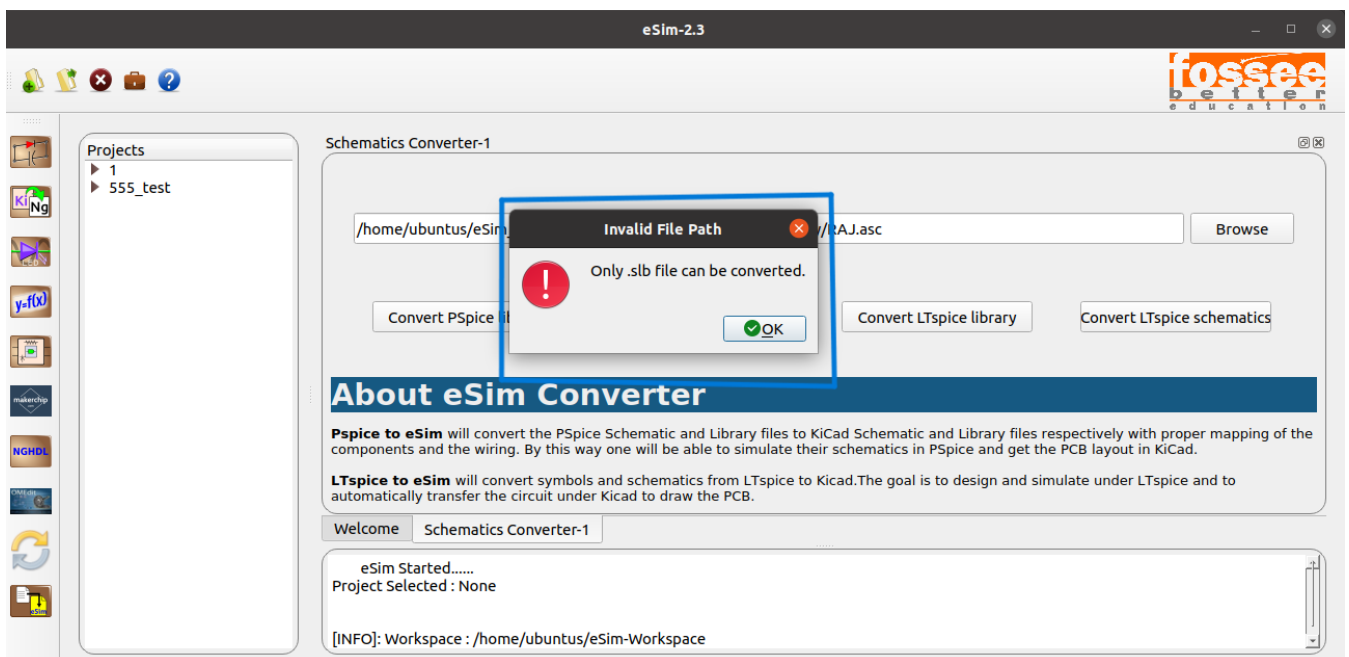 eSim-2.3
fossee
better
education
Projects
1
555_test
Schematics Converter-1
/home/ubuntus/eSim
/RAJ.asc
Browse
Invalid File Path
Only .slb file can be converted.
OK
Convert PSpice
Convert LTspice library
Convert LTspice schematics
About eSim Converter
Pspice to eSim will convert the PSpice Schematic and Library files to KiCad Schematic and Library files respectively with proper mapping of the
components and the wiring. By this way one will be able to simulate their schematics in PSpice and get the PCB layout in KiCad.
LTspice to eSim will convert symbols and schematics from LTspice to Kicad.The goal is to design and simulate under LTspice and to
automatically transfer the circuit under Kicad to draw the PCB.
Welcome
Schematics Converter-1
eSim Started......
Project Selected : None
[INFO]: Workspace : /home/ubuntus/eSim-Workspace
Ki
Ng
y=f(x)
makerchip
NGHDL
eSim